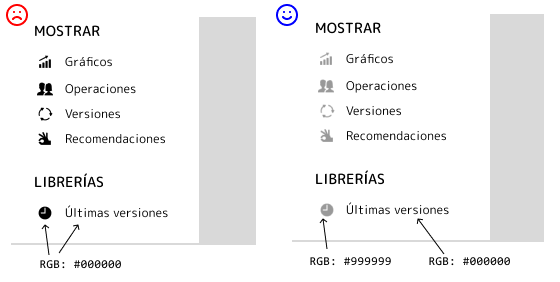 MOSTRAR
Gráficos
Operaciones
Versiones
Recomendaciones
LIBRERÍAS
Últimas versiones
RGB: #000000
MOSTRAR
Gráficos
Operaciones
Versiones
Recomendaciones
LIBRERÍAS
Últimas versiones
RGB: #999999
RGB: #000000